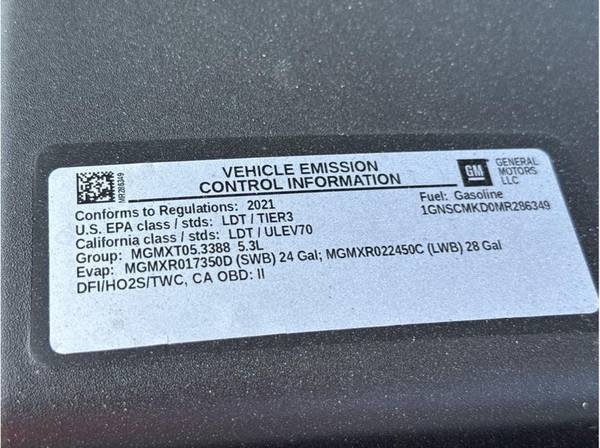 MR286349
VEHICLE EMISSION
CONTROL INFORMATION
GM
GENERAL
MOTORS
LLC
Conforms to Regulations: 2021
Fuel: Gasoline
U.S. EPA class / stds: LDT / TIER3
1GNSCMKD0MR286349
California class / stds: LDT / ULEV70
Group: MGMXT05.3388 5.3L
Evap: MGMXR017350D (SWB) 24 Gal; MGMXR022450C (LWB) 28 Gal
DFI/HO2S/TWC, CA OBD: II